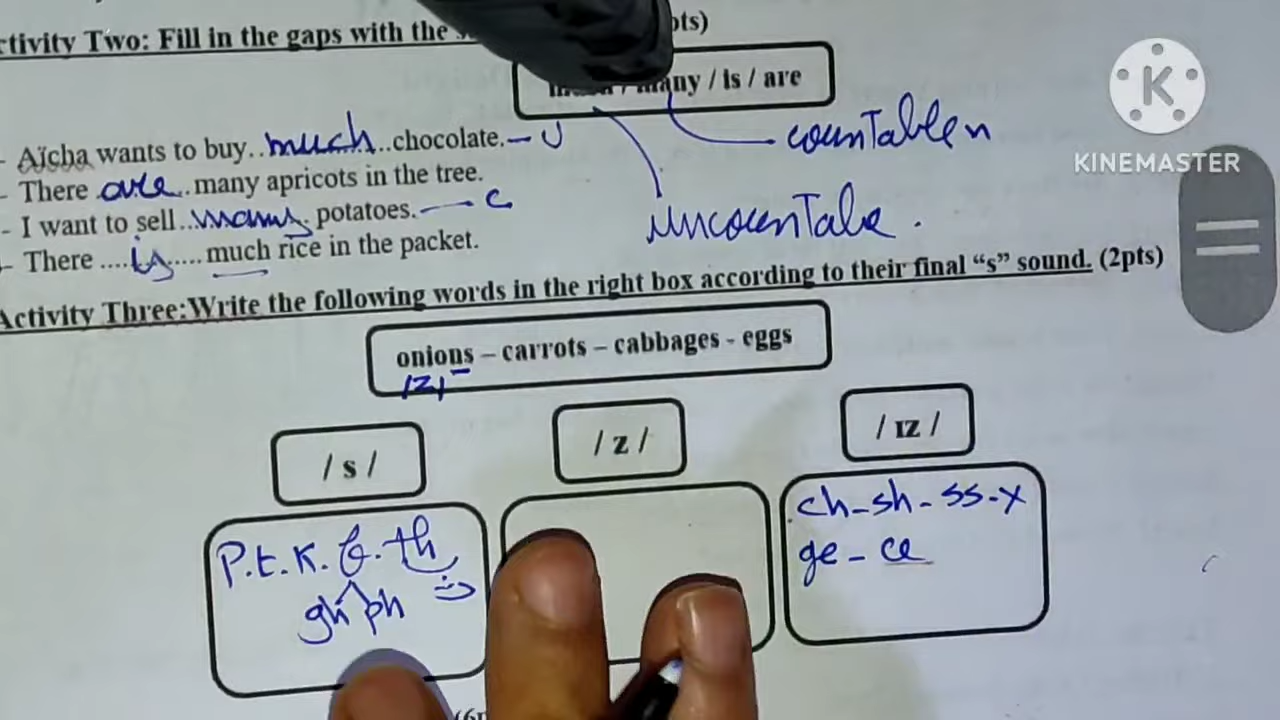 ctivity Two: Fill in the gaps with the pts)
many / is / are
- Aïcha wants to buy..much..chocolate. — U
countable n
- There are..many apricots in the tree.
- I want to sell...many. potatoes. — c
uncountale.
- There ....is..... much rice in the packet.
Activity Three:Write the following words in the right box according to their final “s” sound. (2pts)
onions – carrots – cabbages - eggs
/z/
/ s / / z / / ɪz /
P.t.K.f.th
gh ph ث
ch-sh-ss-x
ge-ce
KINEMASTER